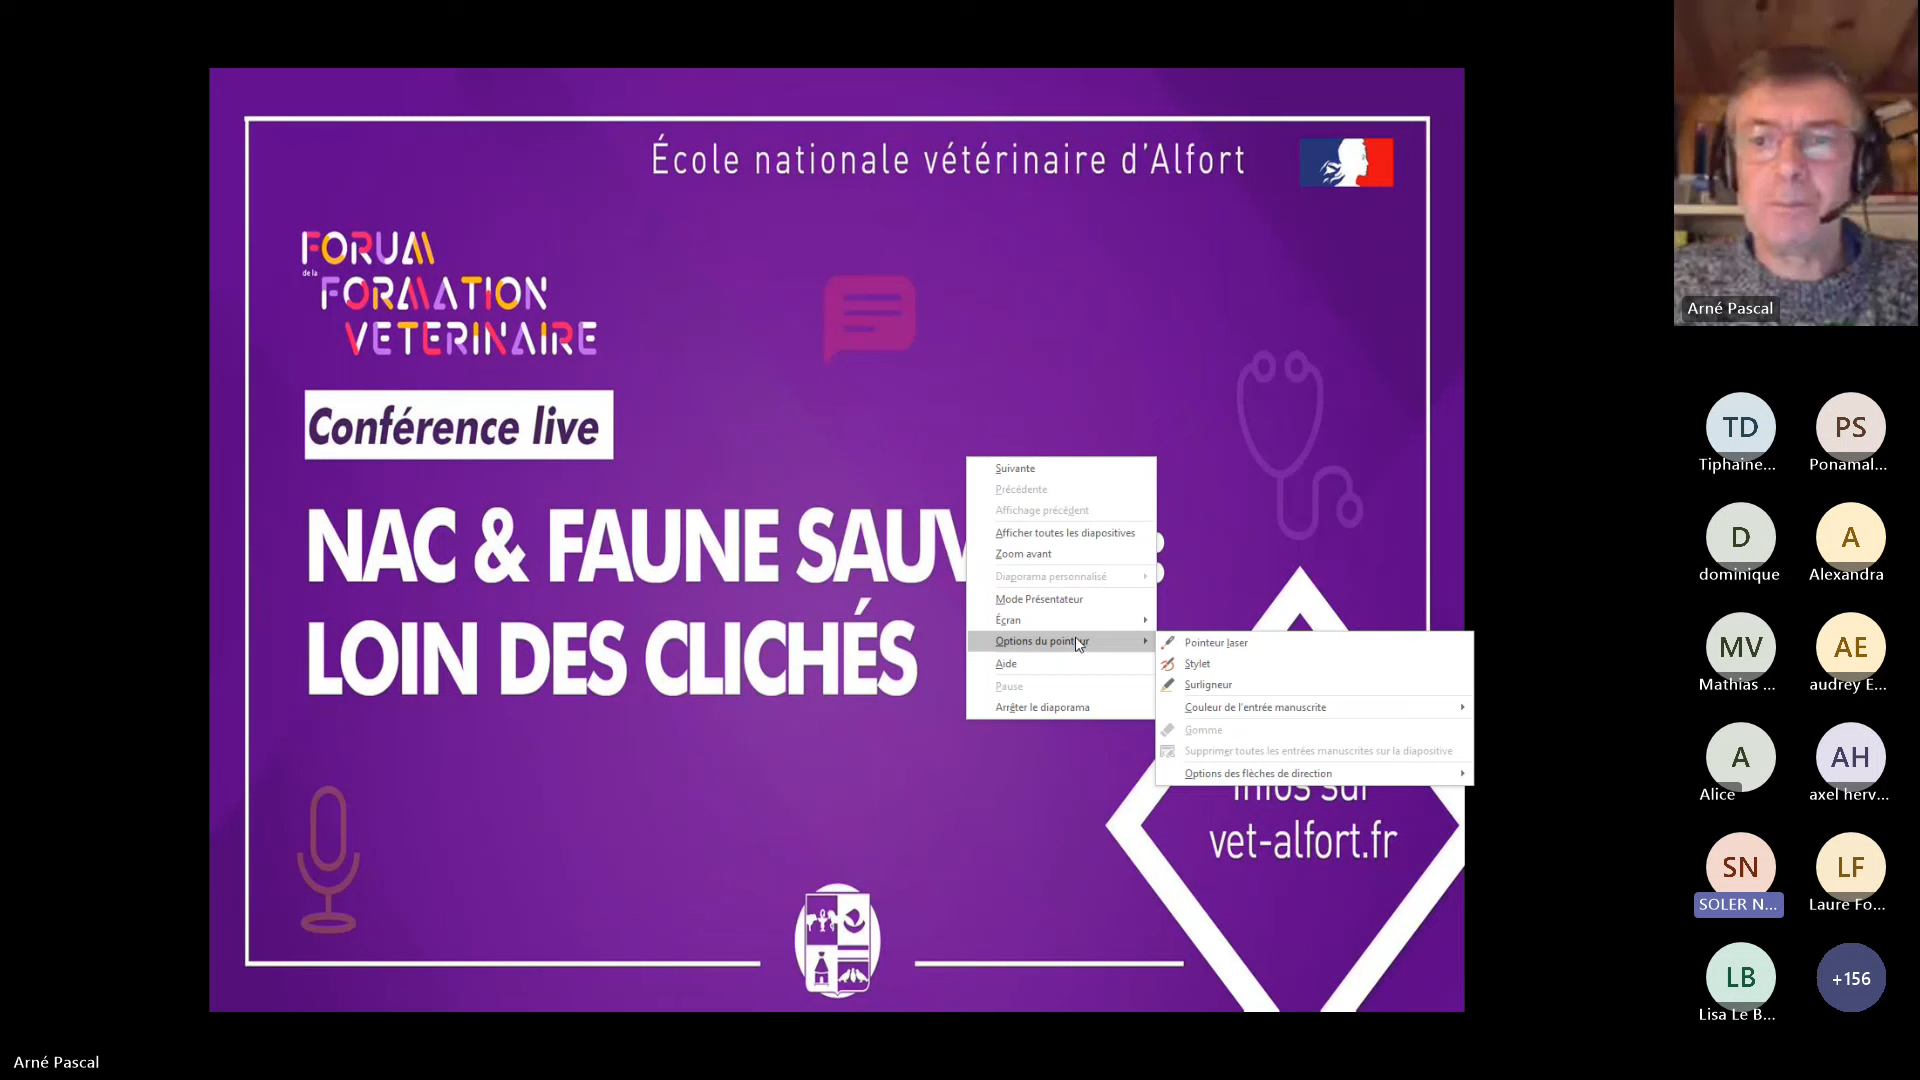 École nationale vétérinaire d'Alfort
FORUM
de la
FORMATION
VETERINAIRE
Conférence live
NAC & FAUNE SAUV
LOIN DES CLICHÉS
Suivante
Précédente
Affichage précédent
Afficher toutes les diapositives
Zoom avant
Diaporama personnalisé
Mode Présentateur
Écran
Options du pointeur
Aide
Pause
Arrêter le diaporama
Pointeur laser
Stylet
Surligneur
Couleur de l'entrée manuscrite
Gomme
Supprimer toutes les entrées manuscrites sur la diapositive
Options des flèches de direction
Infos sur
vet-alfort.fr
Arné Pascal
TD
PS
Tiphaine...
Ponamal...
D
A
dominique
Alexandra
MV
AE
Mathias ...
audrey E...
A
AH
Alice
axel herv...
SN
LF
SOLER N...
Laure Fo...
LB
+156
Lisa Le B...
Arné Pascal